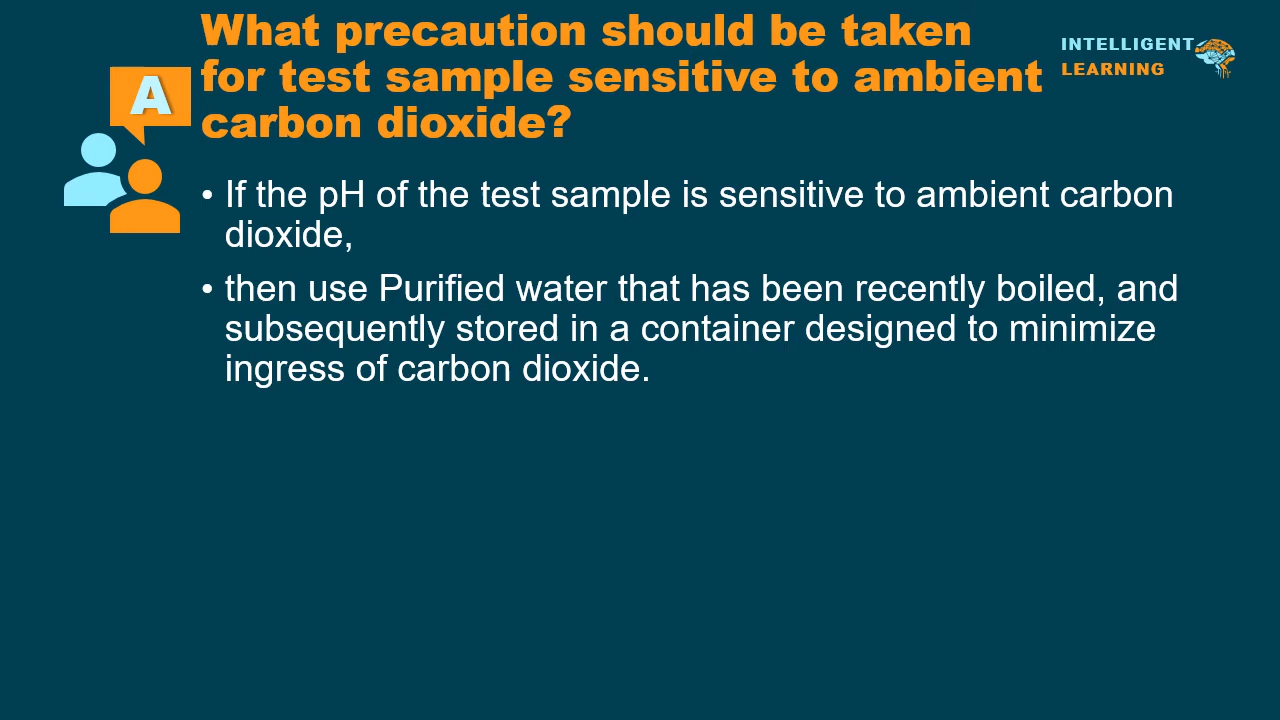 What precaution should be taken
for test sample sensitive to ambient
carbon dioxide?
INTELLIGENT
LEARNING
A
• If the pH of the test sample is sensitive to ambient carbon
dioxide,
• then use Purified water that has been recently boiled, and
subsequently stored in a container designed to minimize
ingress of carbon dioxide.